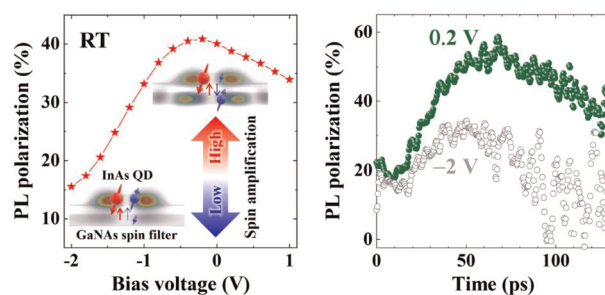 RT
PL polarization (%)
40
30
20
10
InAs QD
GaNAs spin filter
High
Low
Spin amplification
-2
-1
0
1
Bias voltage (V)
PL polarization (%)
60
40
20
0
0.2 V
−2 V
0
50
100
Time (ps)